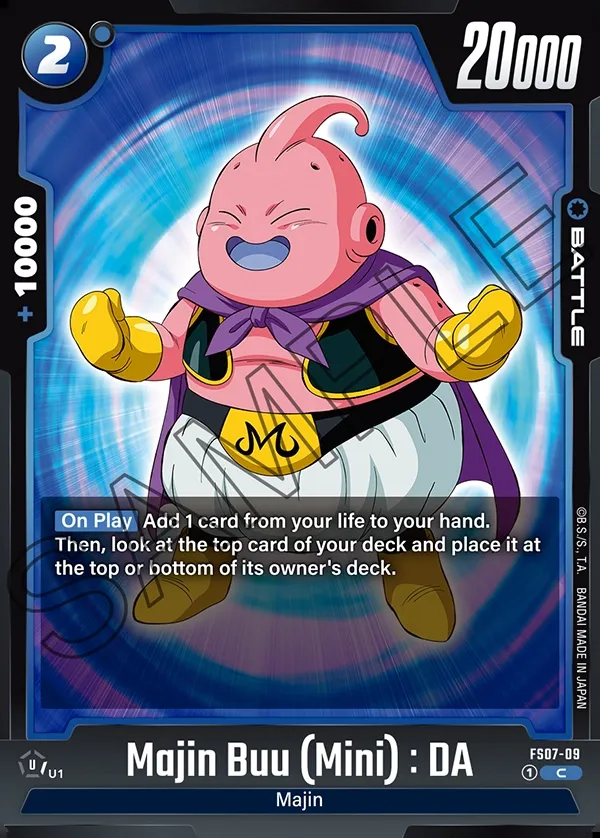 2
20000
+ 10000
BATTLE
SAMPLE
On Play Add 1 card from your life to your hand.
Then, look at the top card of your deck and place it at
the top or bottom of its owner's deck.
©B.S./S., T.A. BANDAI MADE IN JAPAN
U/U1
Majin Buu (Mini) : DA
FS07-09
1 C
Majin